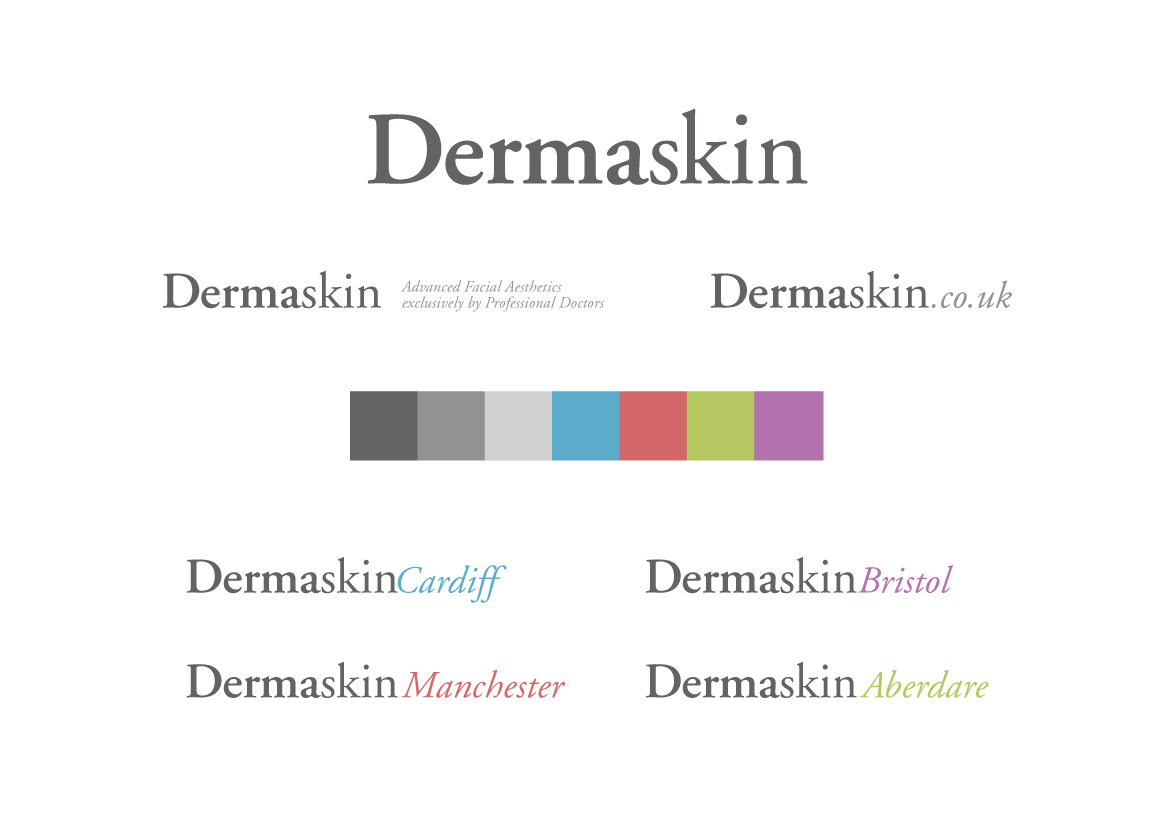 Dermaskin
Dermaskin
Advanced Facial Aesthetics
exclusively by Professional Doctors
Dermaskin.co.uk
DermaskinCardiff
DermaskinBristol
DermaskinManchester
DermaskinAberdare